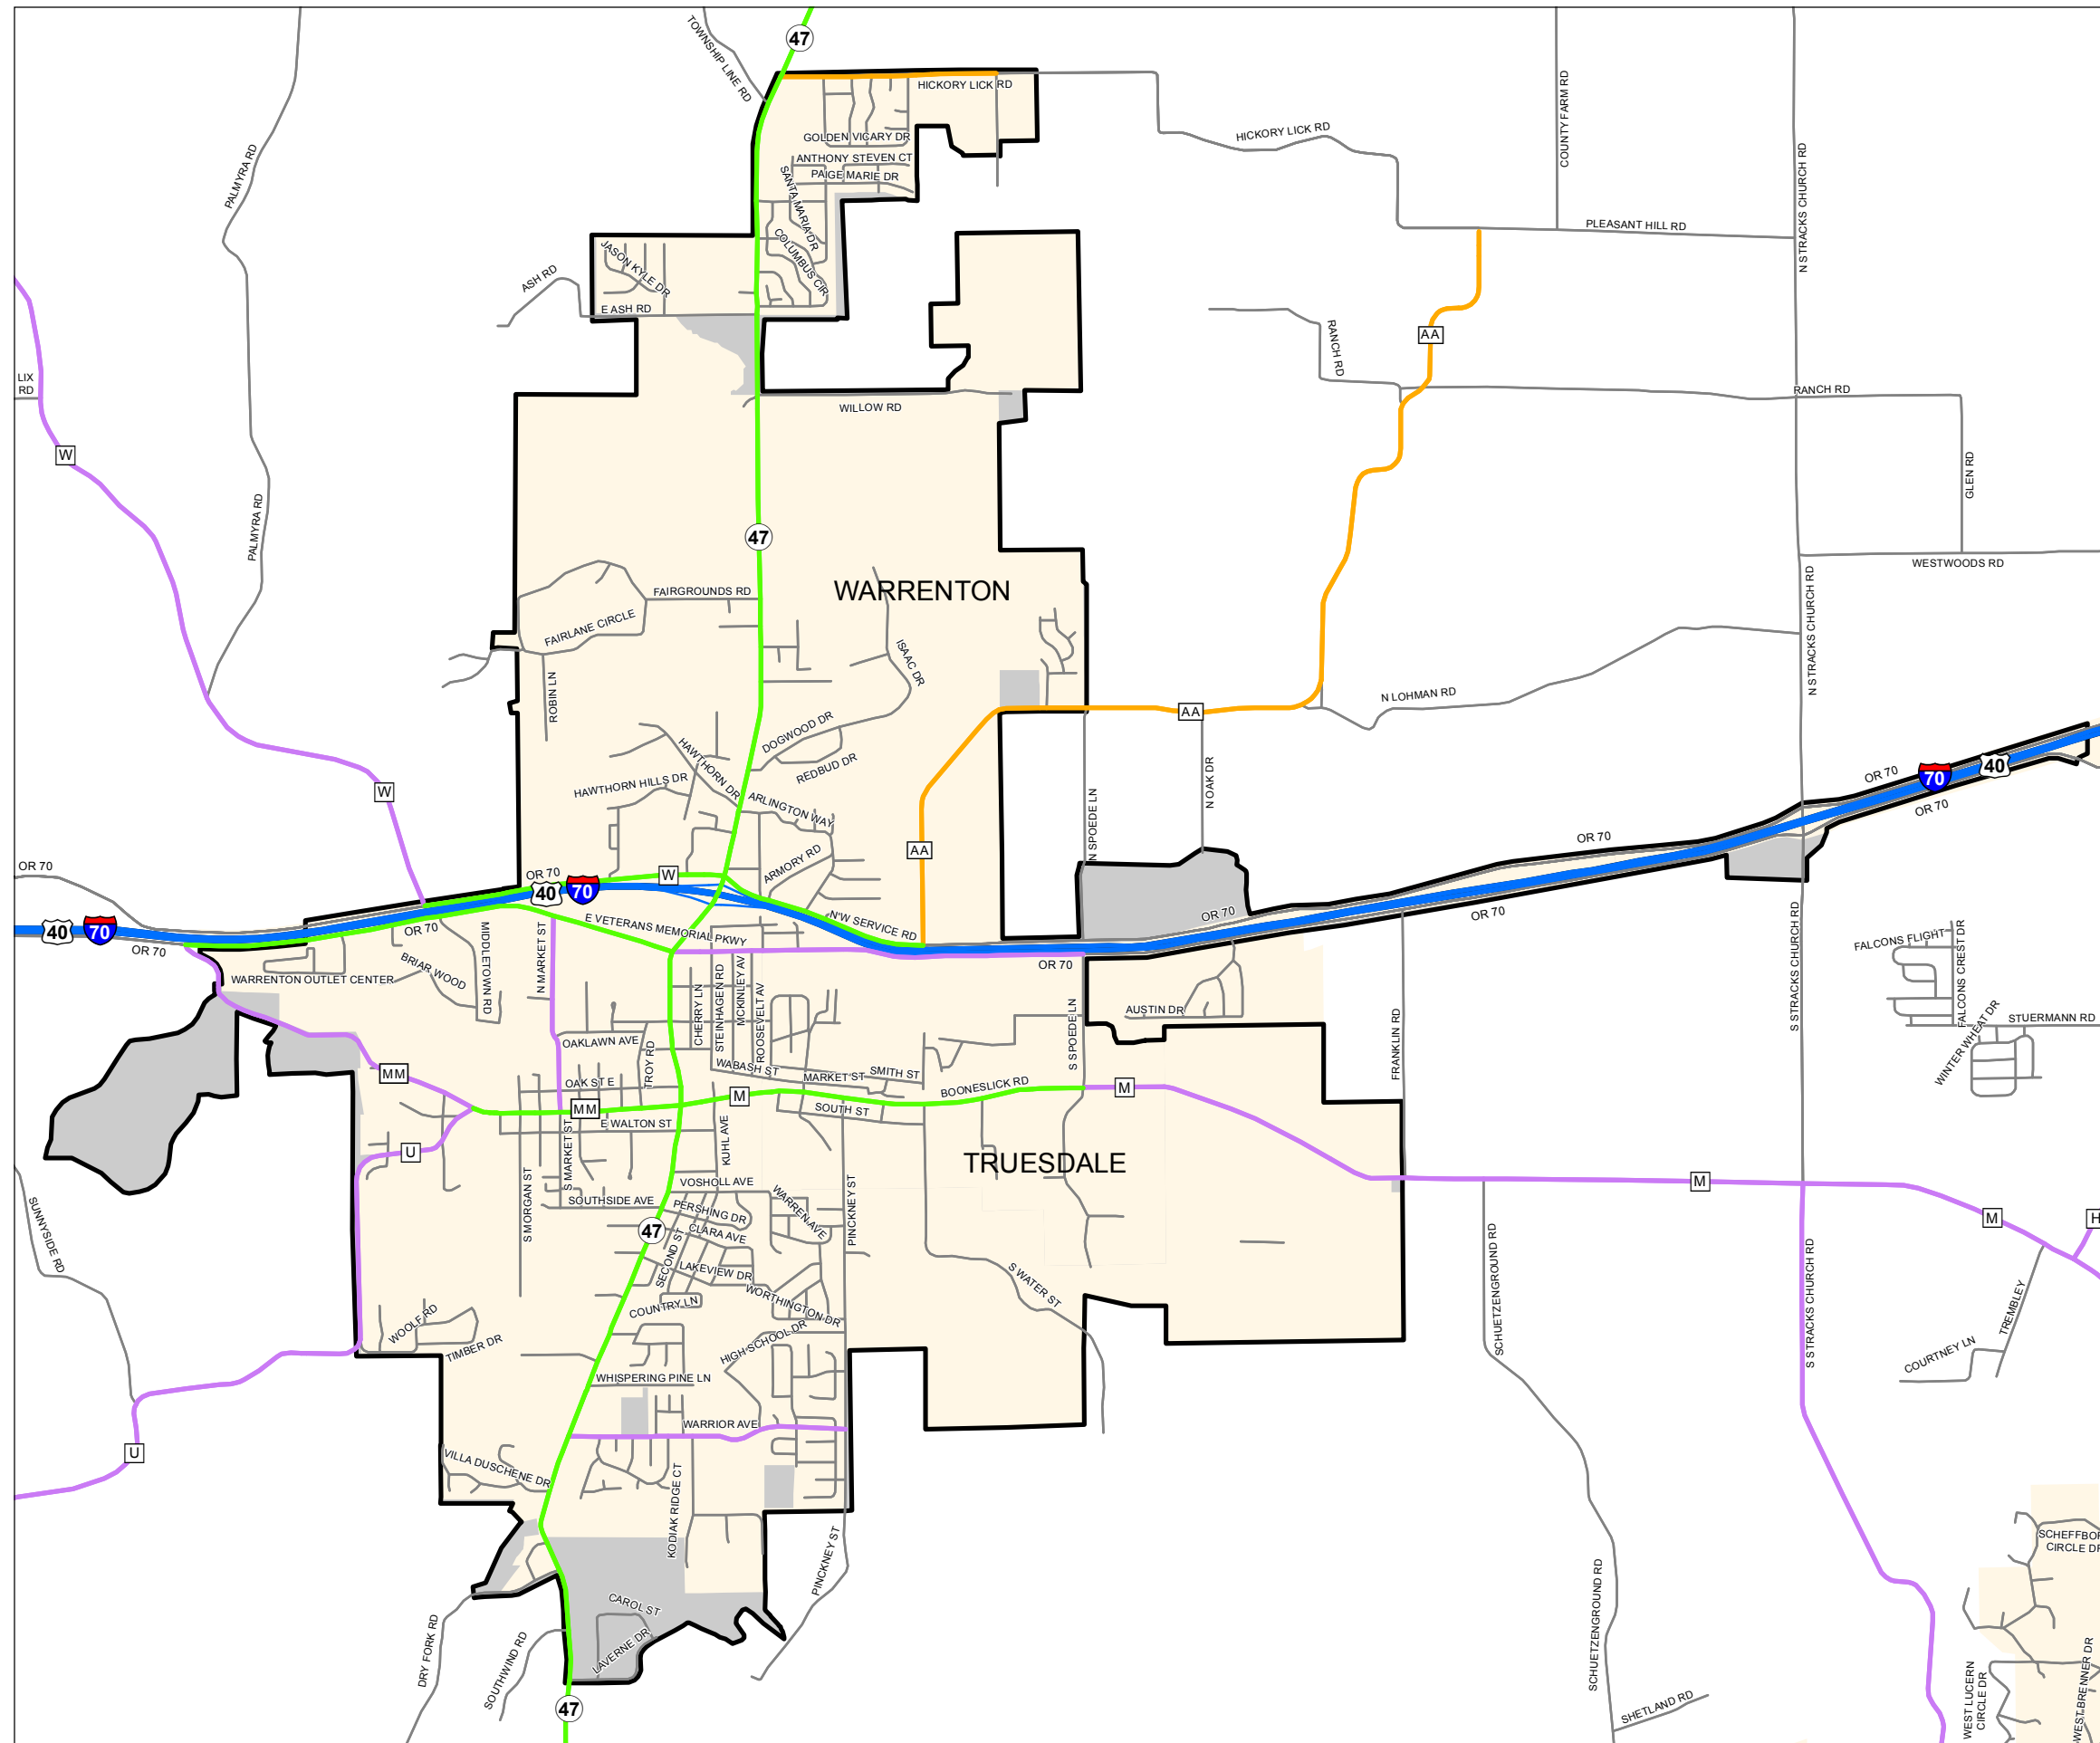 47
TOWNSHIP LINE RD
HICKORY LICK RD
COUNTY FARM RD
GOLDEN VICARY DR
HICKORY LICK RD
PALMYRA RD
ANTHONY STEVEN CT
PAIGE MARIE DR
SANTA MARIA DR
N STRACKS CHURCH RD
PLEASANT HILL RD
COLUMBUS CIR
JASON KYLE DR
ASH RD
E ASH RD
AA
RANCH RD
LIX
RD
RANCH RD
WILLOW RD
W
GLEN RD
PALMYRA RD
47
WESTWOODS RD
WARRENTON
FAIRGROUNDS RD
N STRACKS CHURCH RD
FAIRLANE CIRCLE
ISAAC DR
ROBIN LN
N LOHMAN RD
AA
DOGWOOD DR
HAWTHORN DR
REDBUD DR
HAWTHORN HILLS DR
N OAK DR
N SPOEDE LN
W
ARLINGTON WAY
OR 70
70
40
OR 70
OR 70
AA
ARMORY RD
OR 70
OR 70
W
40
70
N'W SERVICE RD
OR 70
OR 70
E VETERANS MEMORIAL PKWY
40
70
OR 70
OR 70
OR 70
MIDDLETOWN RD
N MARKET ST
BRIAR WOOD
WARRENTON OUTLET CENTER
CHERRY LN
STEINHAGEN RD
MCKINLEY AV
ROOSEVELT AV
S SPOEDE LN
AUSTIN DR
FRANKLIN RD
S STRACKS CHURCH RD
FALCONS FLIGHT
FALCONS CREST DR
STUERMANN RD
WINTER WHEAT DR
OAKLAWN AVE
TROY RD
WABASH ST
MARKET ST
SMITH ST
MM
OAK ST E
BOONESLICK RD
M
M
MM
SOUTH ST
E WALTON ST
KUHL AVE
U
S MARKET ST
TRUESDALE
S MORGAN ST
VOSHOLL AVE
M
SOUTHSIDE AVE
PERSHING DR
WARREN AVE
PINCKNEY ST
M
H
SUNNYSIDE RD
47
CLARA AVE
SECOND ST
LAKEVIEW DR
S WATER ST
SCHUETZENGROUND RD
S STRACKS CHURCH RD
WORTHINGTON DR
COUNTRY LN
TREMBLEY
WOOLF RD
TIMBER DR
HIGH SCHOOL DR
COURTNEY LN
WHISPERING PINE LN
WARRIOR AVE
U
VILLA DUSCHENE DR
KODIAK RIDGE CT
PINCKNEY ST
SCHEFFBOR
CIRCLE DR
SCHUETZENGROUND RD
CAROL ST
DRY FORK RD
SOUTHWIND RD
LAVERNE DR
WEST LUCERN
CIRCLE DR
WEST BRENNER DR
SHETLAND RD
47